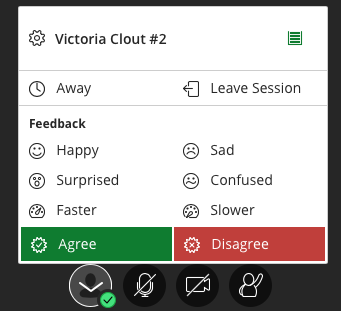 Victoria Clout #2
Away Leave Session
Feedback
Happy Sad
Surprised Confused
Faster Slower
Agree Disagree